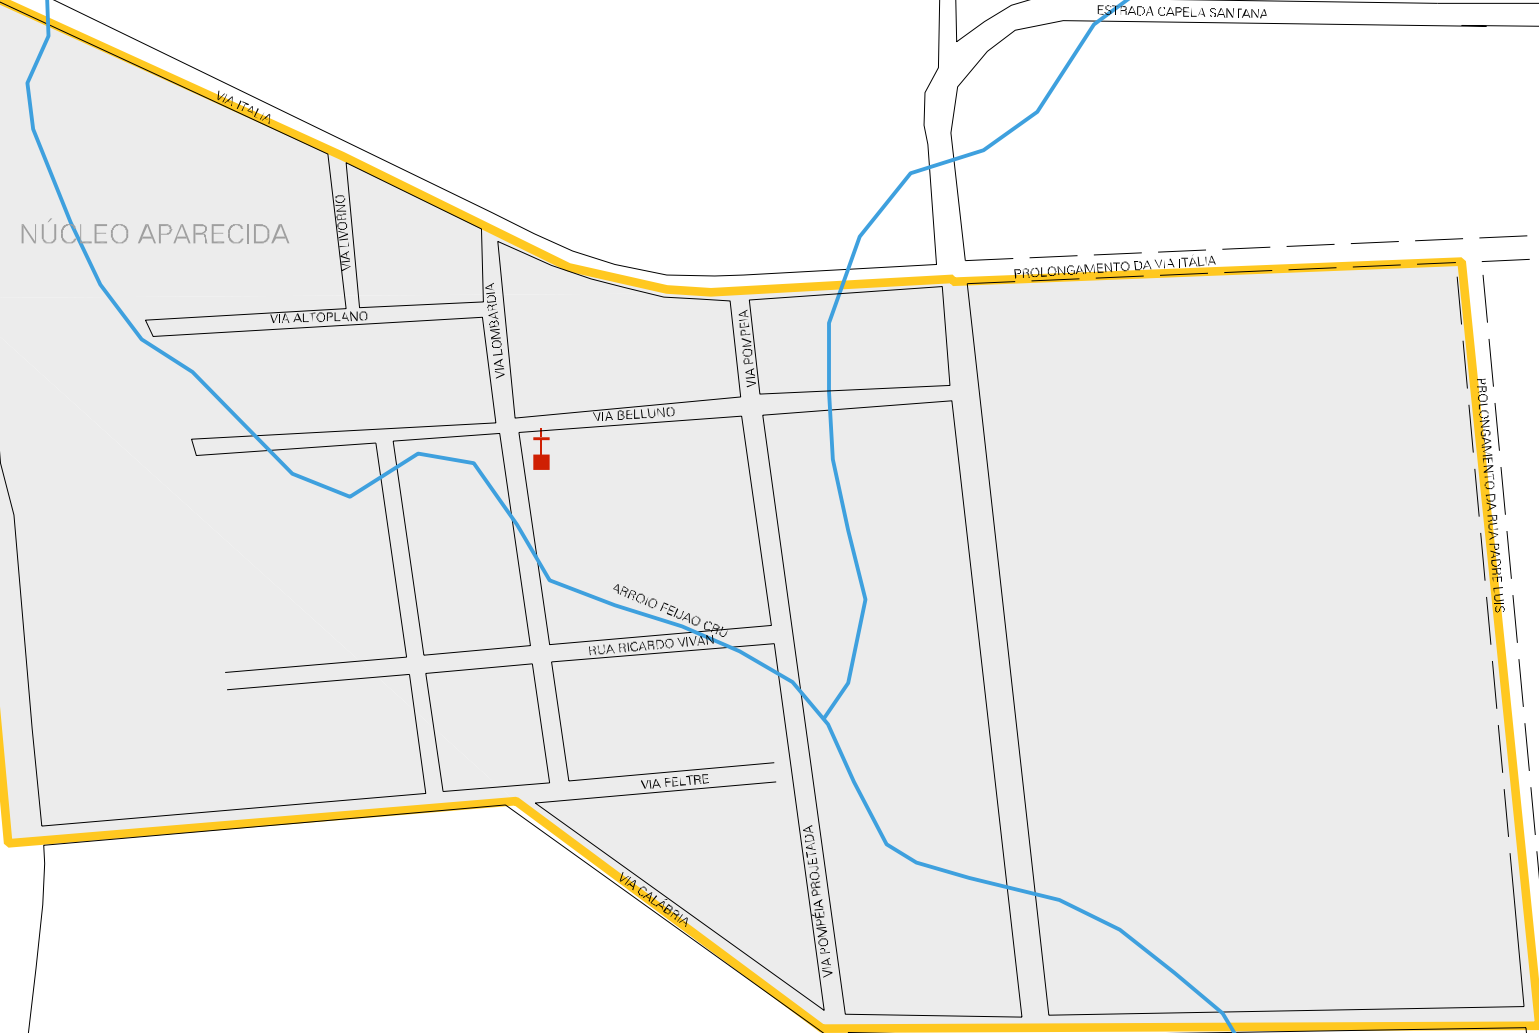 ESTRADA CAPELA SANTANA
VIA ITALIA
NÚCLEO APARECIDA
VIA LIVORNO
PROLONGAMENTO DA VIA ITALIA
VIA ALTOPLANO
VIA LOMBARDIA
VIA POMPEIA
VIA BELLUNO
PROLONGAMENTO DA RUA PADRE LUIS
ARROIO FEIJAO CRU
RUA RICARDO VIVAN
VIA FELTRE
VIA POMPEIA PROJETADA
VIA CALÁBRIA